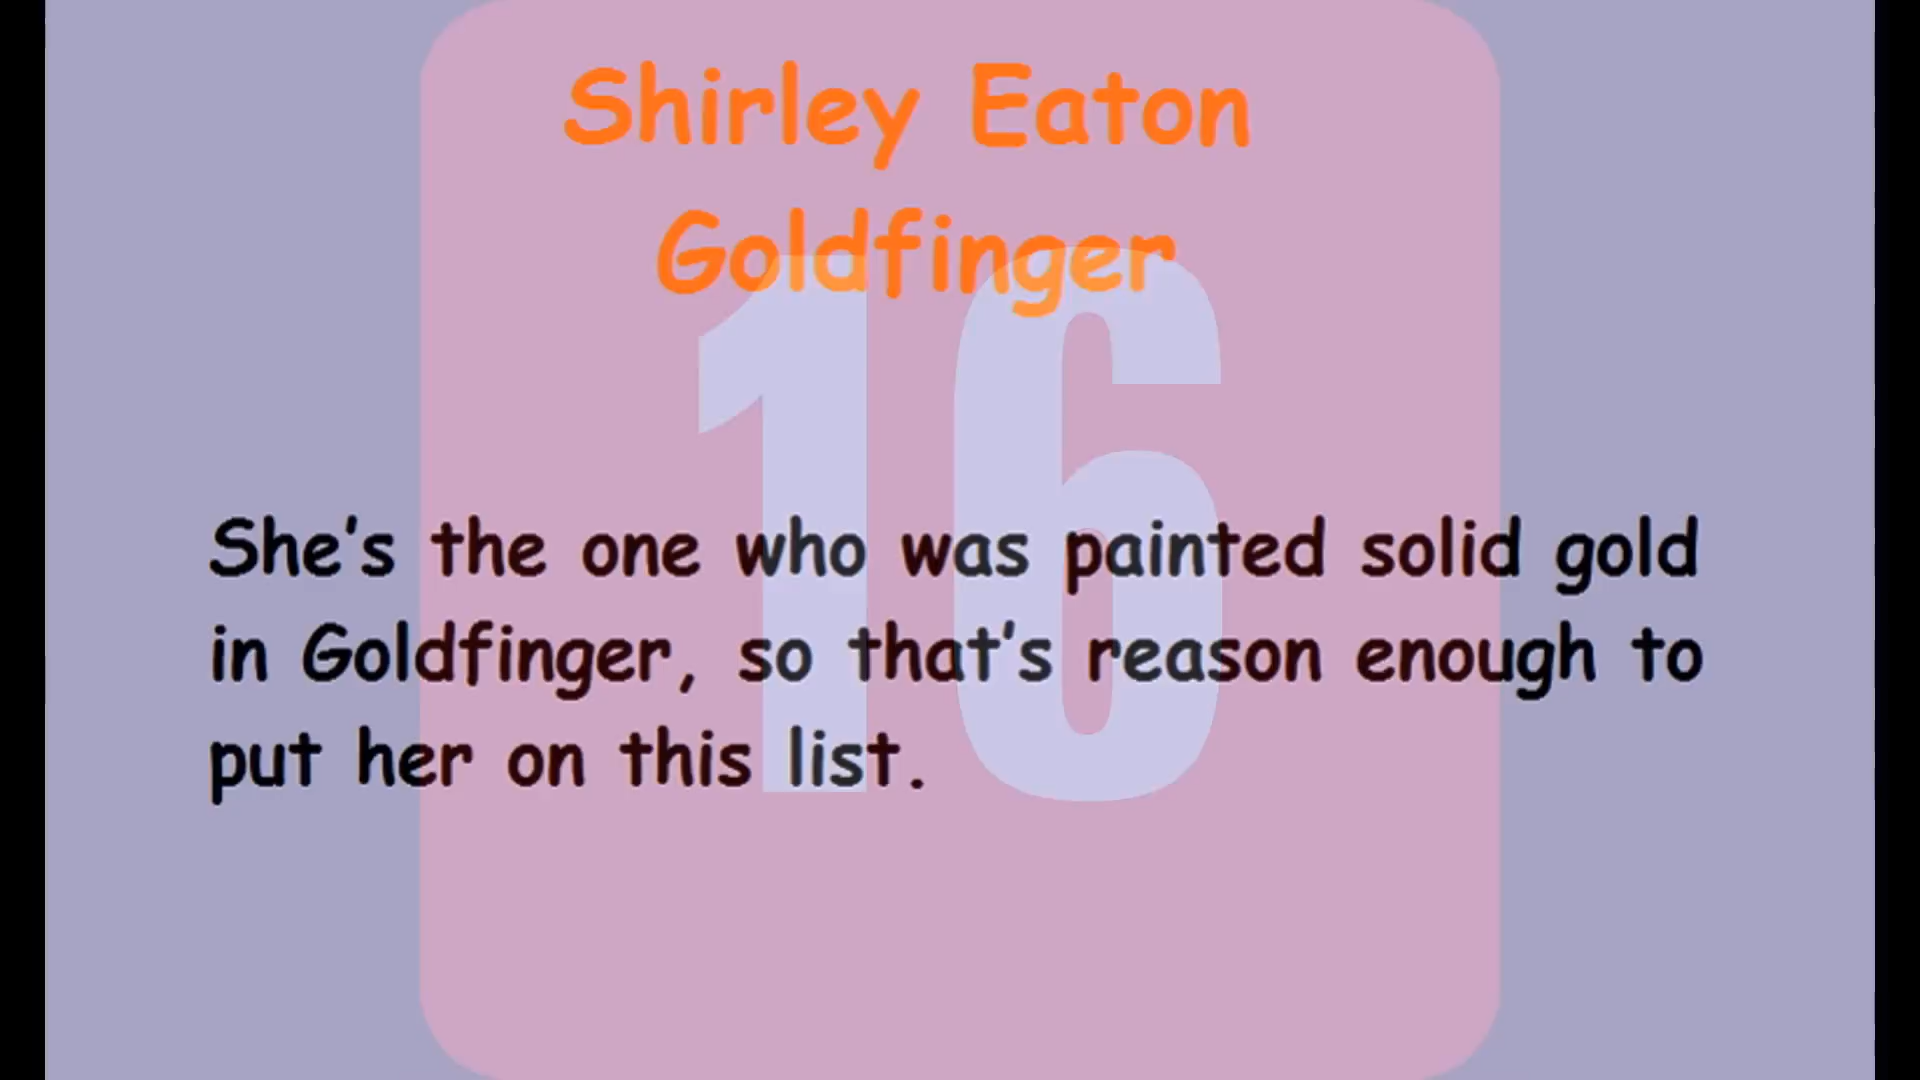 Shirley Eaton
Goldfinger
16
She's the one who was painted solid gold
in Goldfinger, so that's reason enough to
put her on this list.